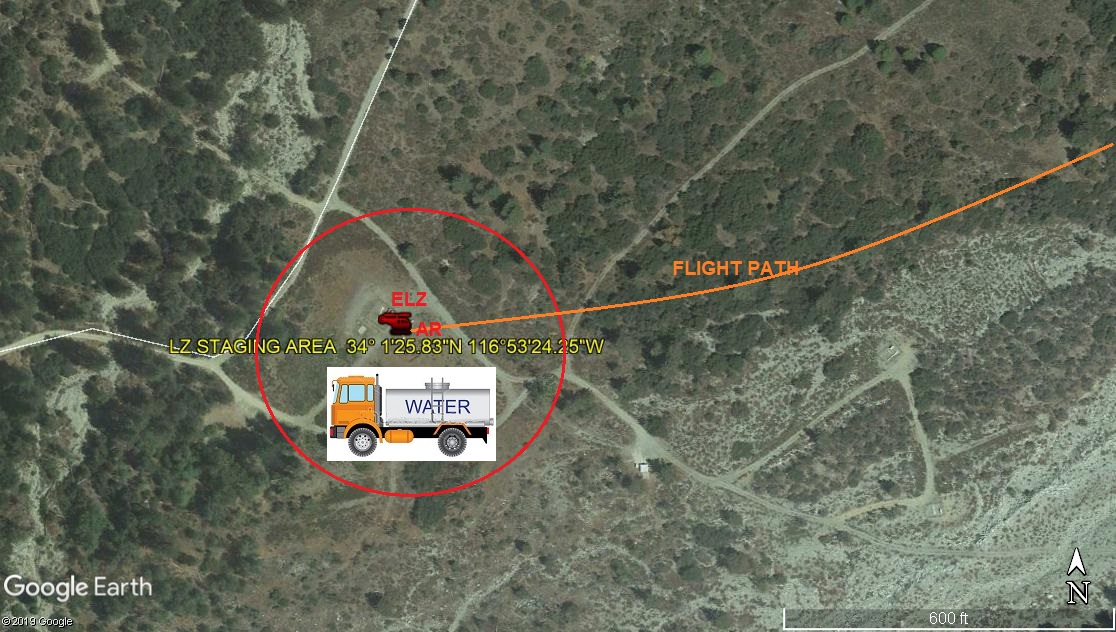 FLIGHT PATH
ELZ
AR
LZ STAGING AREA 34° 1'25.83"N 116°53'24.25"W
WATER
Google Earth
N
600 ft
©2019 Google